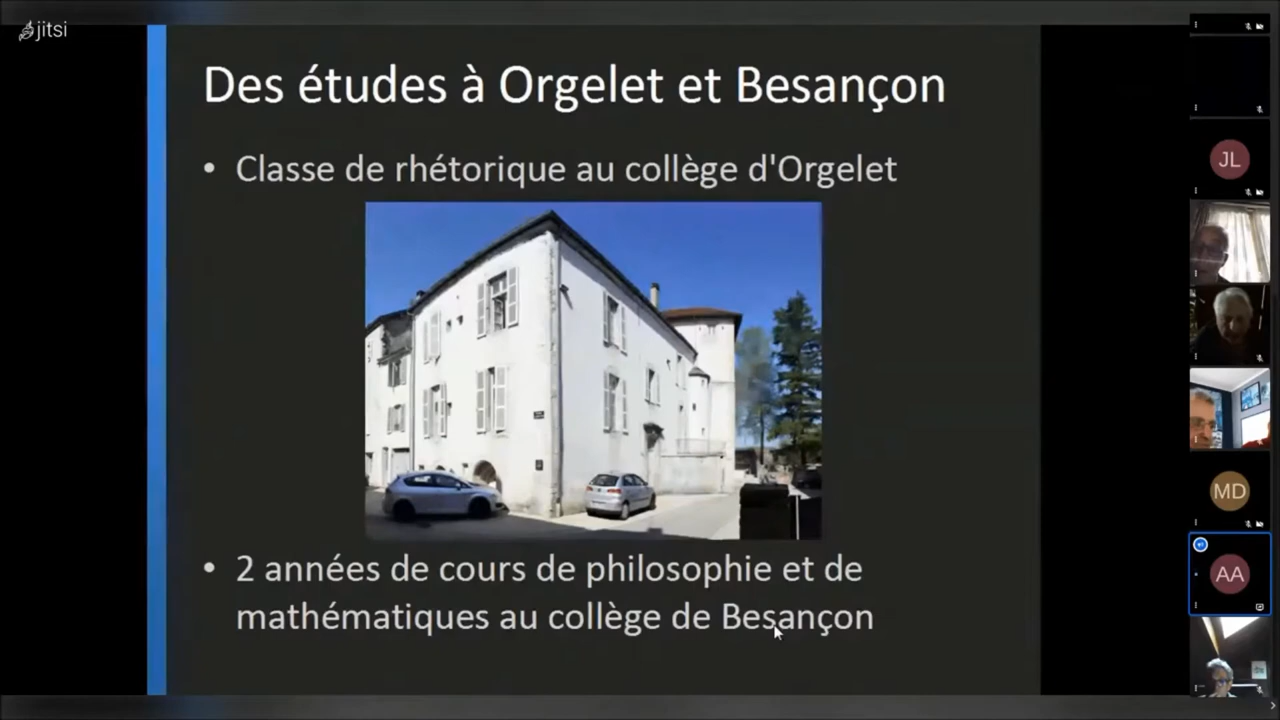 jitsi
Des études à Orgelet et Besançon
• Classe de rhétorique au collège d'Orgelet
• 2 années de cours de philosophie et de
mathématiques au collège de Besançon
JL
MD
AA